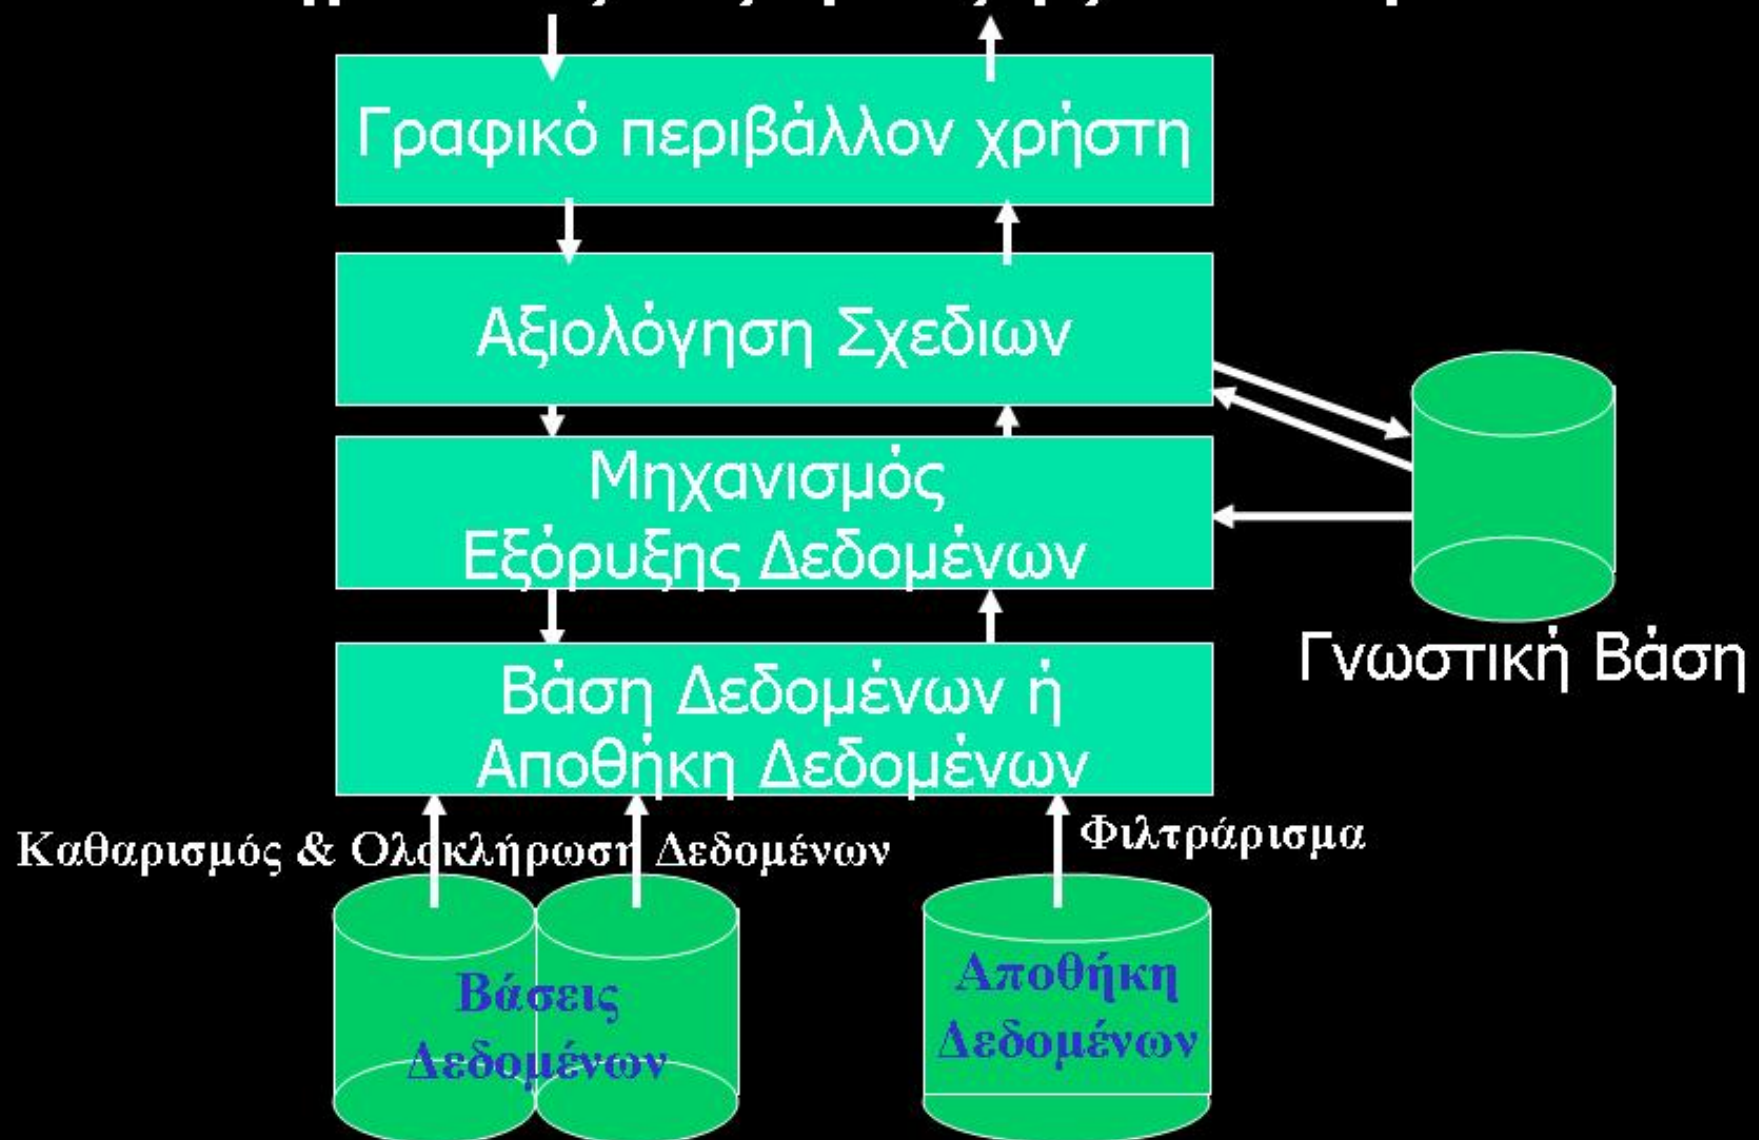 Γραφικό περιβάλλον χρήστη
Αξιολόγηση Σχεδιων
Μηχανισμός
Εξόρυξης Δεδομένων
Γνωστική Βάση
Βάση Δεδομένων ή
Αποθήκη Δεδομένων
Καθαρισμός & Ολοκλήρωση Δεδομένων
Φιλτράρισμα
Βάσεις
Δεδομένων
Αποθήκη
Δεδομένων